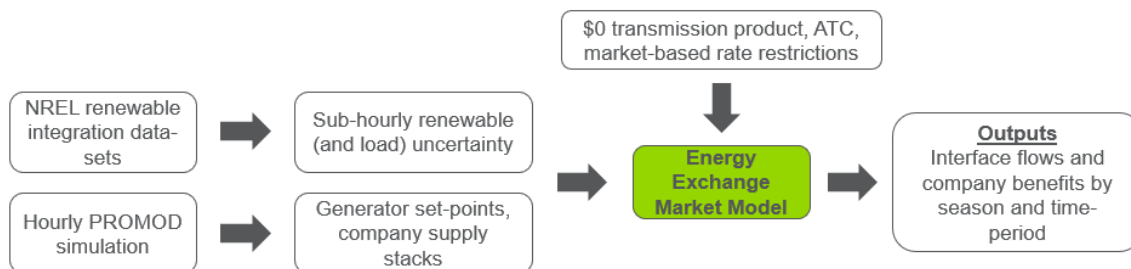 $0 transmission product, ATC,
market-based rate restrictions
NREL renewable
integration data-
sets
Sub-hourly renewable
(and load) uncertainty
Hourly PROMOD
simulation
Generator set-points,
company supply
stacks
Energy
Exchange
Market Model
Outputs
Interface flows and
company benefits by
season and time-
period